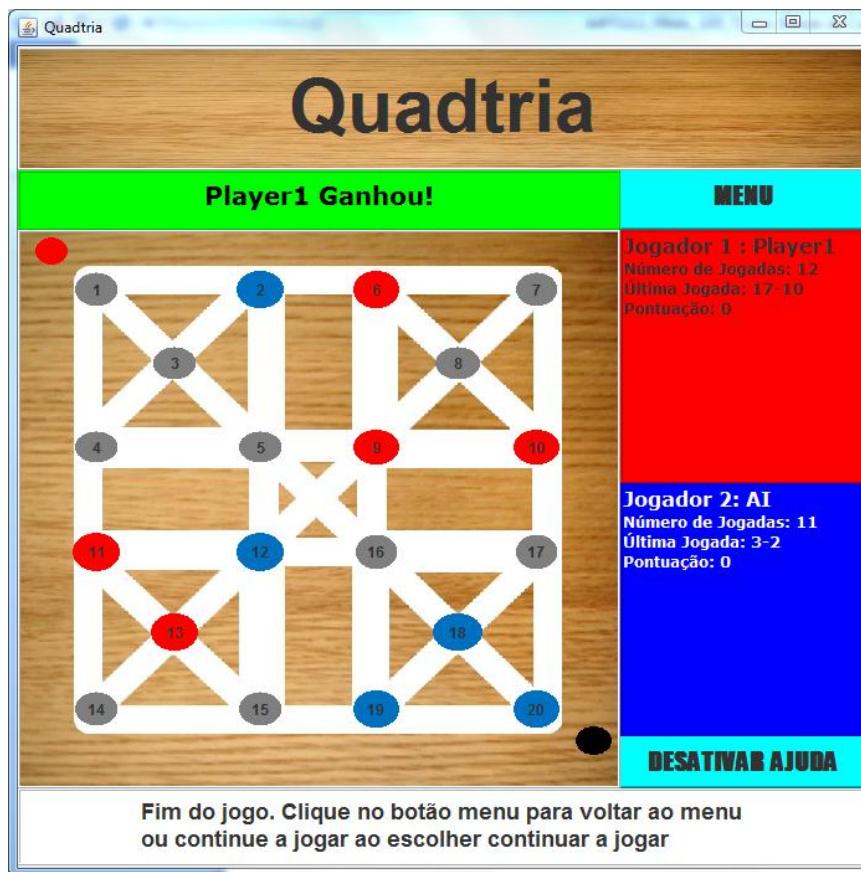 Quadtria
Quadtria
Player1 Ganhou!
MENU
Jogador 1 : Player1
Número de Jogadas: 12
Última Jogada: 17-10
Pontuação: 0
1 2 6 7
3 8
4 5 9 10
11 12 16 17
13 18
14 15 19 20
Jogador 2: AI
Número de Jogadas: 11
Última Jogada: 3-2
Pontuação: 0
DESATIVAR AJUDA
Fim do jogo. Clique no botão menu para voltar ao menu
ou continue a jogar ao escolher continuar a jogar